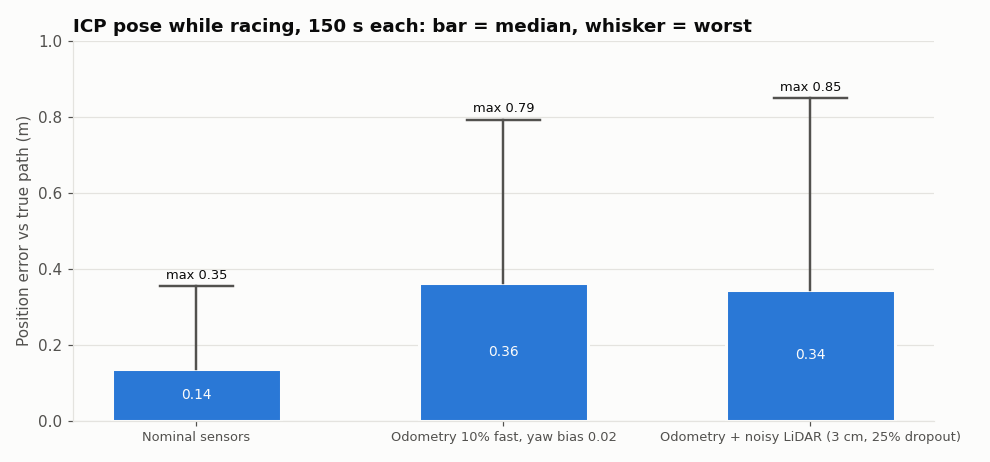 ICP pose while racing, 150 s each: bar = median, whisker = worst
Position error vs true path (m)
1.0
0.8
0.6
0.4
0.2
0.0
max 0.35
max 0.79
max 0.85
0.14
0.36
0.34
Nominal sensors
Odometry 10% fast, yaw bias 0.02
Odometry + noisy LiDAR (3 cm, 25% dropout)